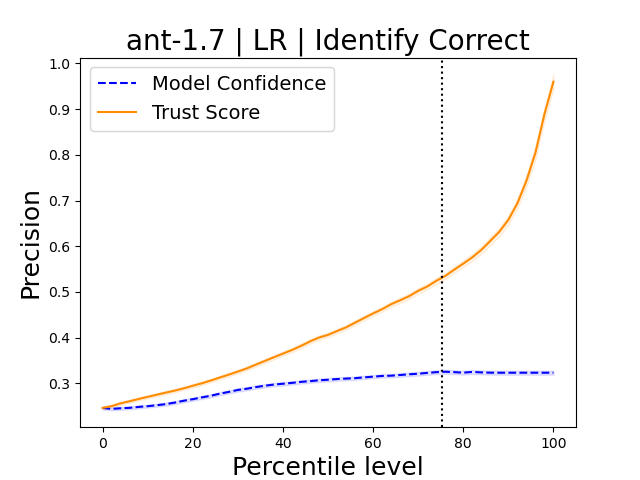 ant-1.7 | LR | Identify Correct
Model Confidence
Trust Score
Precision
1.0
0.9
0.8
0.7
0.6
0.5
0.4
0.3
0 20 40 60 80 100
Percentile level